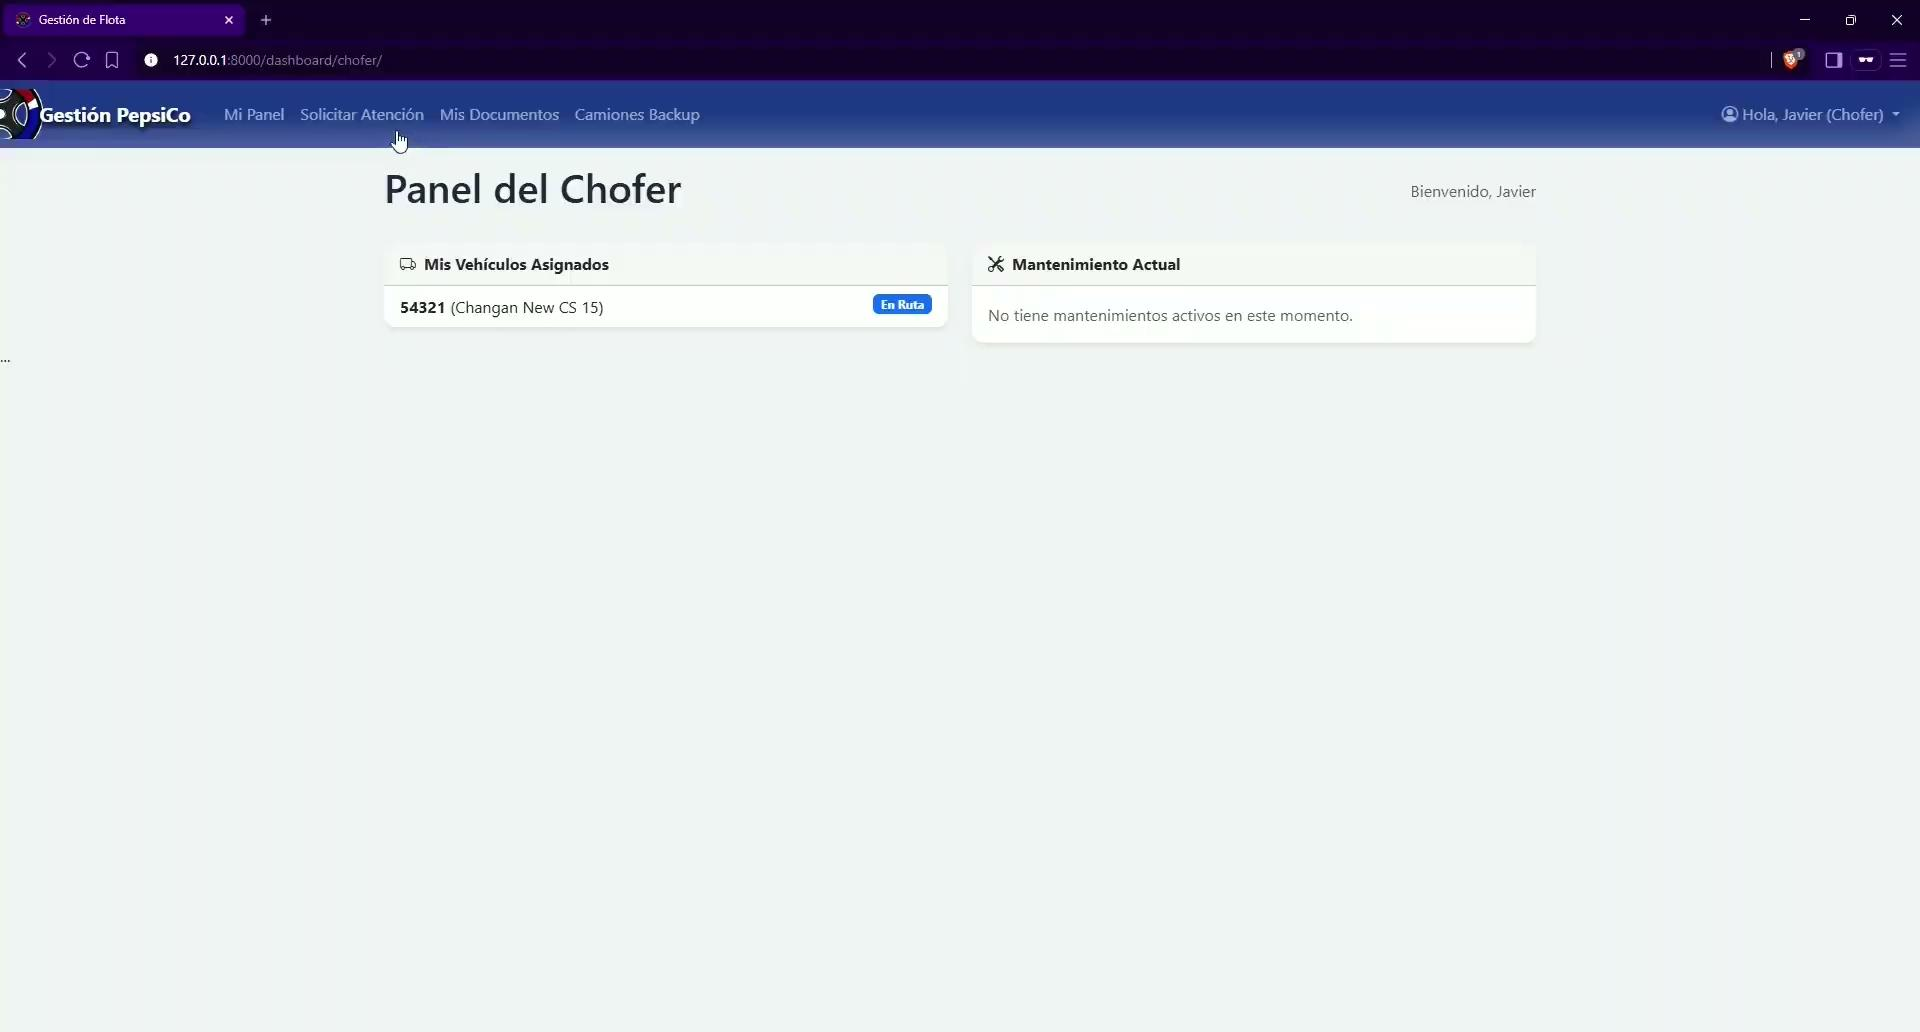 Gestión de Flota
127.0.0.1:8000/dashboard/chofer/
1
Gestión PepsiCo
Mi Panel
Solicitar Atención
Mis Documentos
Camiones Backup
Hola, Javier (Chofer)
Panel del Chofer
Bienvenido, Javier
Mis Vehículos Asignados
54321 (Changan New CS 15)
En Ruta
Mantenimiento Actual
No tiene mantenimientos activos en este momento.
...